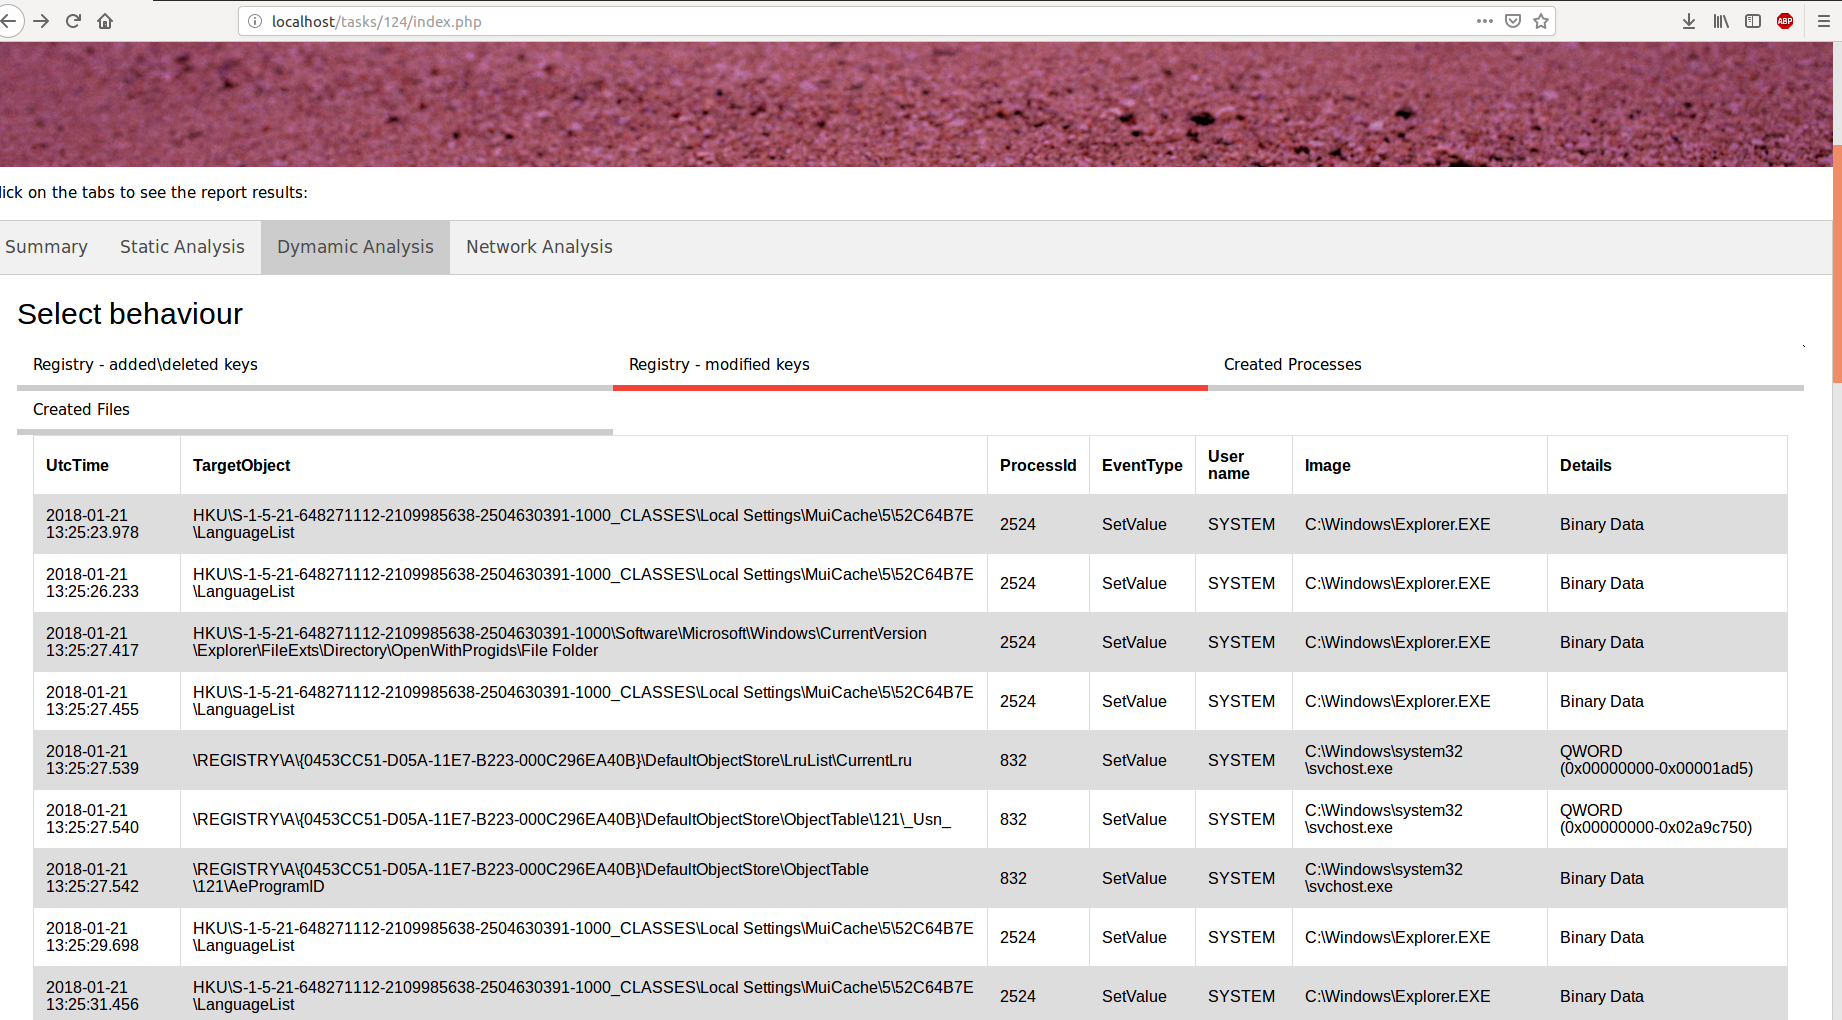 localhost/tasks/124/index.php
ABP
lick on the tabs to see the report results:
Summary Static Analysis Dymamic Analysis Network Analysis
Select behaviour
Registry - added\deleted keys Registry - modified keys Created Processes
Created Files
UtcTime TargetObject ProcessId EventType User name Image Details
2018-01-21 13:25:23.978 HKU\S-1-5-21-648271112-2109985638-2504630391-1000_CLASSES\Local Settings\MuiCache\5\52C64B7E\LanguageList 2524 SetValue SYSTEM C:\Windows\Explorer.EXE Binary Data
2018-01-21 13:25:26.233 HKU\S-1-5-21-648271112-2109985638-2504630391-1000_CLASSES\Local Settings\MuiCache\5\52C64B7E\LanguageList 2524 SetValue SYSTEM C:\Windows\Explorer.EXE Binary Data
2018-01-21 13:25:27.417 HKU\S-1-5-21-648271112-2109985638-2504630391-1000\Software\Microsoft\Windows\CurrentVersion\Explorer\FileExts\Directory\OpenWithProgids\File Folder 2524 SetValue SYSTEM C:\Windows\Explorer.EXE Binary Data
2018-01-21 13:25:27.455 HKU\S-1-5-21-648271112-2109985638-2504630391-1000_CLASSES\Local Settings\MuiCache\5\52C64B7E\LanguageList 2524 SetValue SYSTEM C:\Windows\Explorer.EXE Binary Data
2018-01-21 13:25:27.539 \REGISTRY\A\{0453CC51-D05A-11E7-B223-000C296EA40B}\DefaultObjectStore\LruList\CurrentLru 832 SetValue SYSTEM C:\Windows\system32\svchost.exe QWORD (0x00000000-0x00001ad5)
2018-01-21 13:25:27.540 \REGISTRY\A\{0453CC51-D05A-11E7-B223-000C296EA40B}\DefaultObjectStore\ObjectTable\121\_Usn_ 832 SetValue SYSTEM C:\Windows\system32\svchost.exe QWORD (0x00000000-0x02a9c750)
2018-01-21 13:25:27.542 \REGISTRY\A\{0453CC51-D05A-11E7-B223-000C296EA40B}\DefaultObjectStore\ObjectTable\121\AeProgramID 832 SetValue SYSTEM C:\Windows\system32\svchost.exe Binary Data
2018-01-21 13:25:29.698 HKU\S-1-5-21-648271112-2109985638-2504630391-1000_CLASSES\Local Settings\MuiCache\5\52C64B7E\LanguageList 2524 SetValue SYSTEM C:\Windows\Explorer.EXE Binary Data
2018-01-21 13:25:31.456 HKU\S-1-5-21-648271112-2109985638-2504630391-1000_CLASSES\Local Settings\MuiCache\5\52C64B7E\LanguageList 2524 SetValue SYSTEM C:\Windows\Explorer.EXE Binary Data